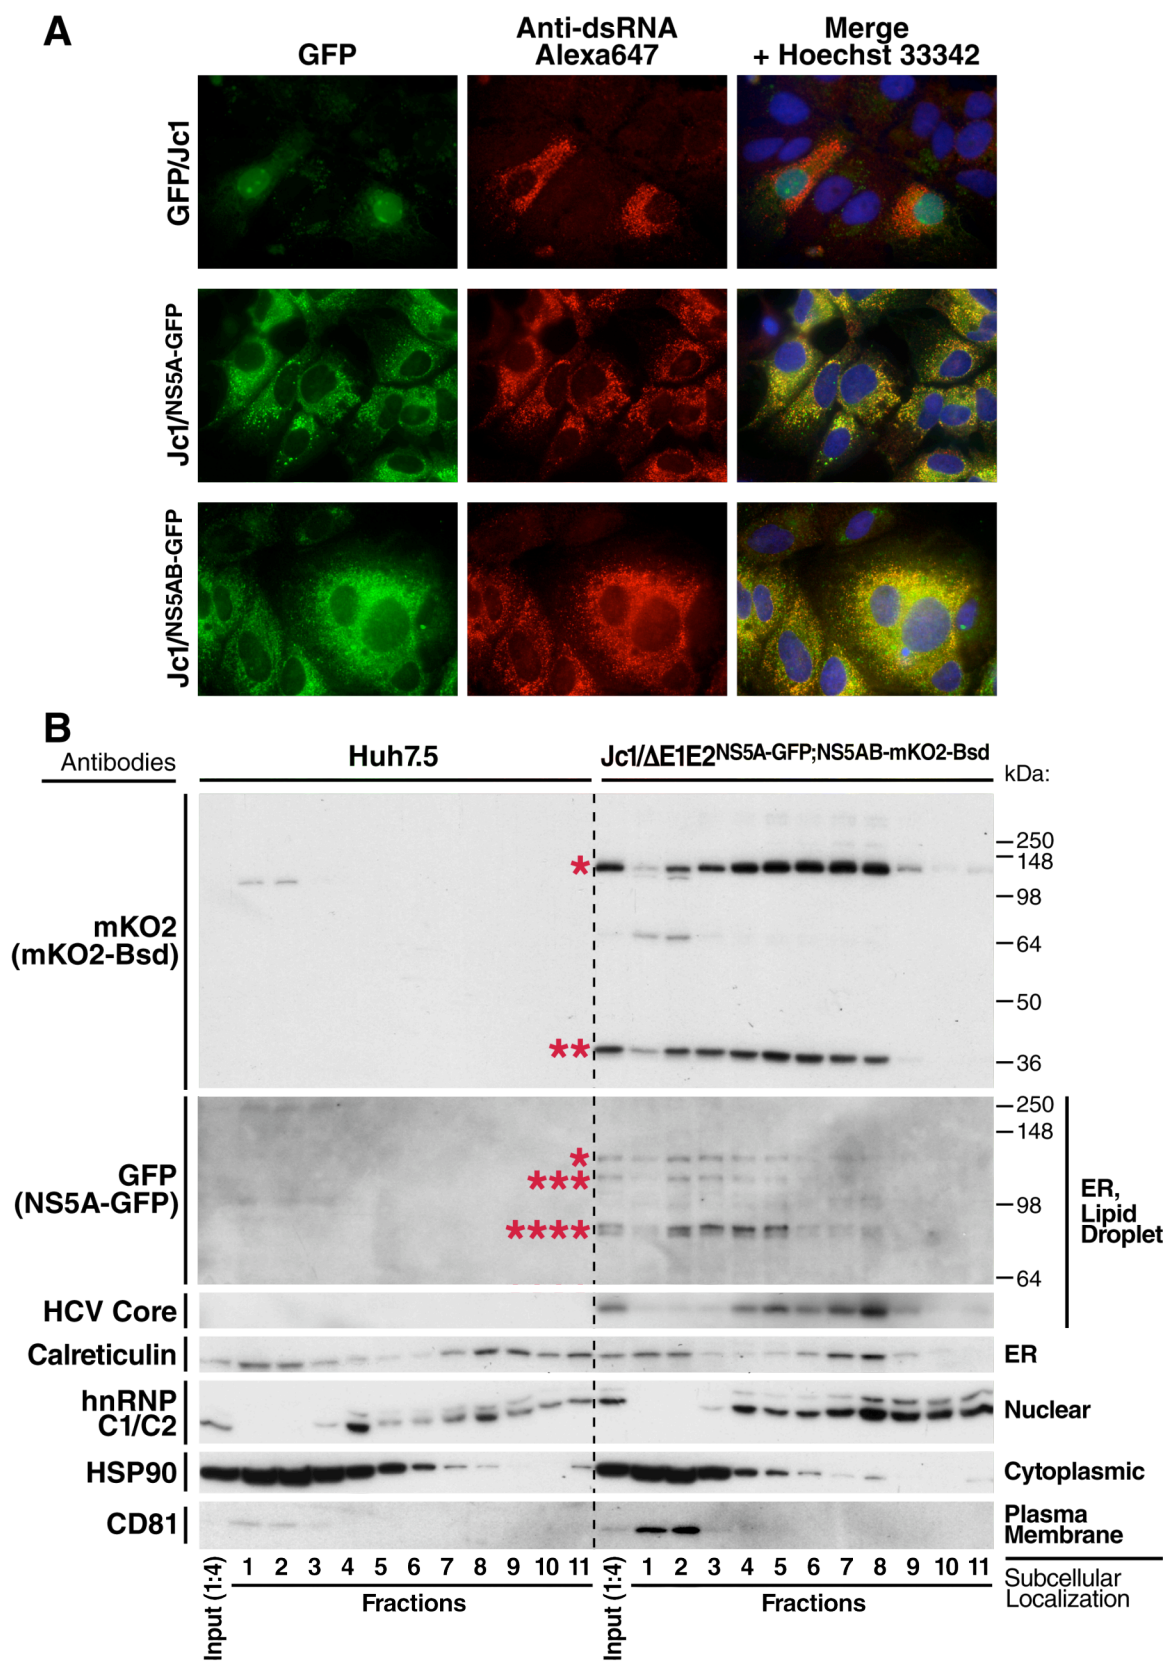 A
GFP
Anti-dsRNA
Alexa647
Merge
+ Hoechst 33342
GFP/Jc1
Jc1/NS5A-GFP
Jc1/NS5AB-GFP
B
Antibodies
Huh7.5
Jc1/ΔE1E2NS5A-GFP;NS5AB-mKO2-Bsd
kDa:
mKO2
(mKO2-Bsd)
*
**
250
148
98
64
50
36
GFP
(NS5A-GFP)
*
***
****
250
148
98
64
ER,
Lipid
Droplet
HCV Core
Calreticulin
ER
hnRNP
C1/C2
Nuclear
HSP90
Cytoplasmic
CD81
Plasma
Membrane
Input (1:4) 1 2 3 4 5 6 7 8 9 10 11 Input (1:4) 1 2 3 4 5 6 7 8 9 10 11
Fractions
Fractions
Subcellular
Localization